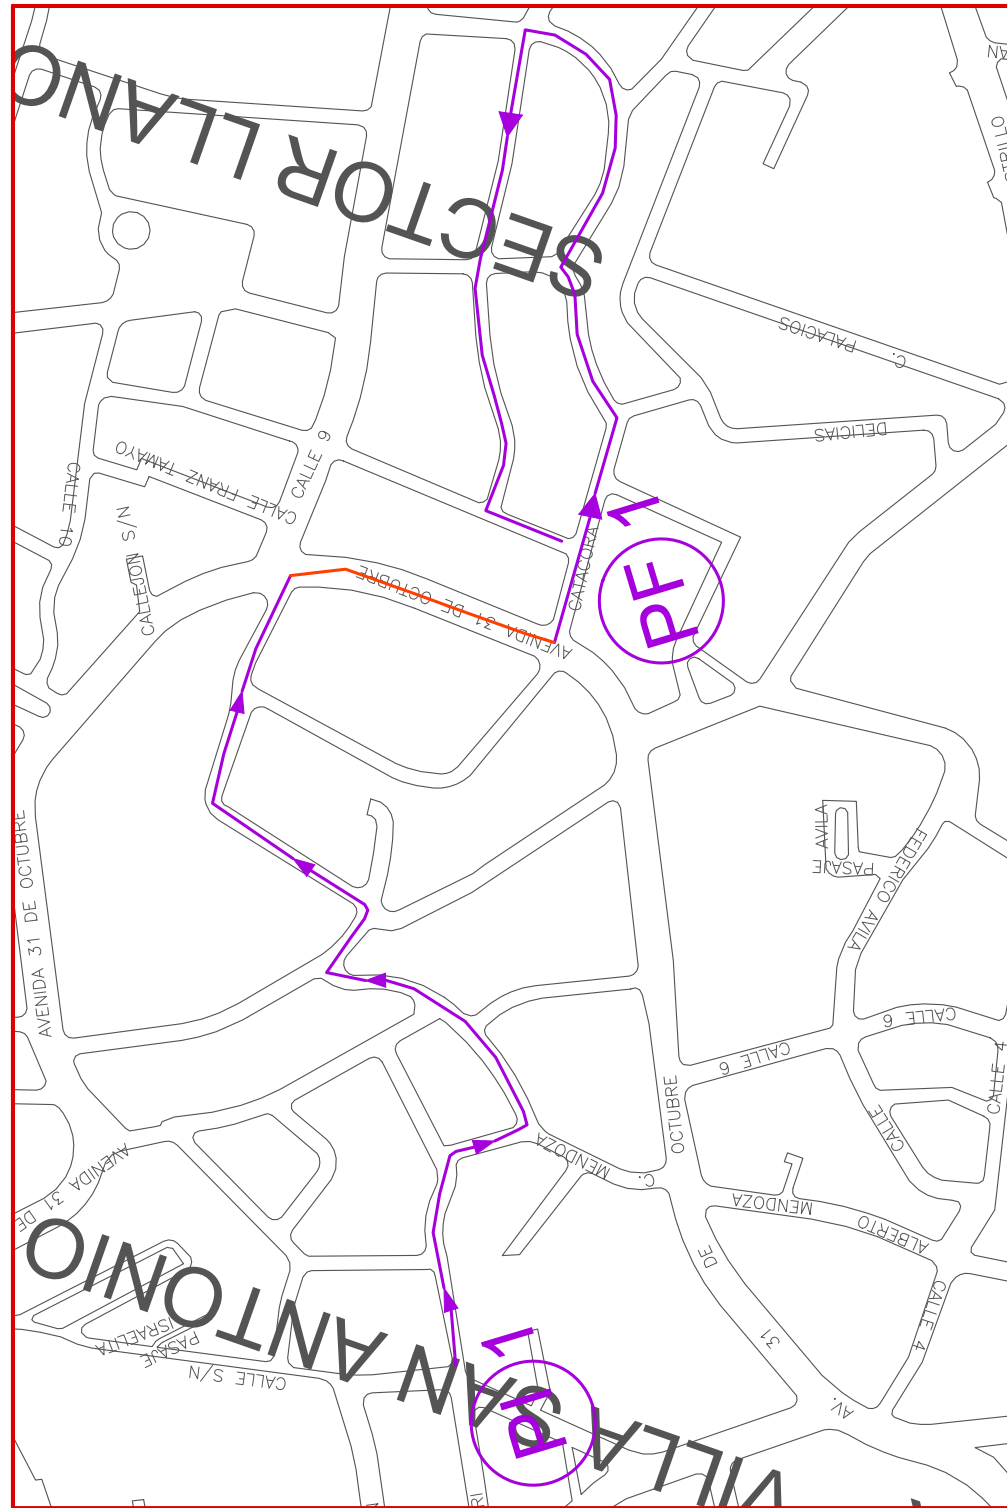 SECTOR LLANO
C. PALACIOS
DELICIAS
CALLE 9
CALLE FRANZ TAMAYO
CALLE 10
CALLEJON S/N
AVENIDA 31 DE OCTUBRE
CATACORA
PF 1
AVENIDA 31 DE OCTUBRE
PASAJE AVILA
FEDERICO AVILA
CALLE 6
CALLE 6
CALLE 4
OCTUBRE
CALLE
C. MENDOZA
MENDOZA
ALBERTO
AVENIDA 31 DE
DE
31
AV.
CALLE 4
PASAJE ISRAELITA
CALLE S/N
PI 1
VILLA SAN ANTONIO